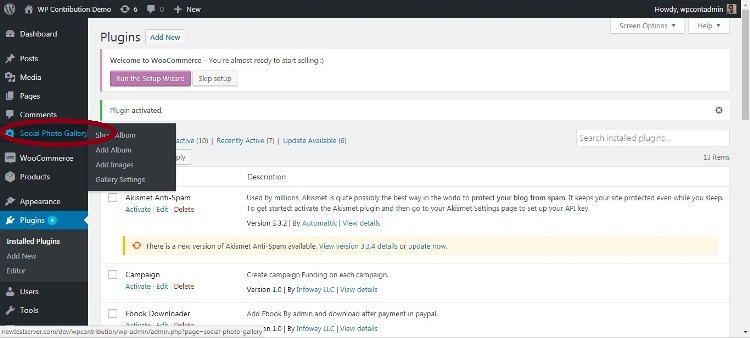 WP Contribution Demo 6 0 + New Howdy, wpcontadmin
Screen Options Help
Dashboard
Posts
Media
Pages
Comments
Social Photo Gallery
WooCommerce
Products
Appearance
Plugins 6
Installed Plugins
Add New
Editor
Users
Tools
Album
Add Album
Add Images
Gallery Settings
Plugins Add New
Welcome to WooCommerce – You're almost ready to start selling :)
Run the Setup Wizard Skip setup
Plugin activated.
active (10) | Recently Active (7) | Update Available (6)
Search installed plugins...
13 items
Description
Akismet Anti-Spam
Activate | Edit | Delete
Used by millions, Akismet is quite possibly the best way in the world to protect your blog from spam. It keeps your site protected even while you sleep.
To get started: activate the Akismet plugin and then go to your Akismet Settings page to set up your API key.
Version 3.3.2 | By Automattic | View details
There is a new version of Akismet Anti-Spam available. View version 3.3.4 details or update now.
Campaign
Activate | Edit | Delete
Create campaign,Funding on each campaign.
Version 1.0 | By Infoway LLC | View details
Ebook Downloader
Activate | Edit | Delete
Add Ebook By admin and download after payment in paypal.
Version 1.0 | By Infoway LLC | View details
newtestserver.com/dev/wpcontribution/wp-admin/admin.php?page=social-photo-gallery